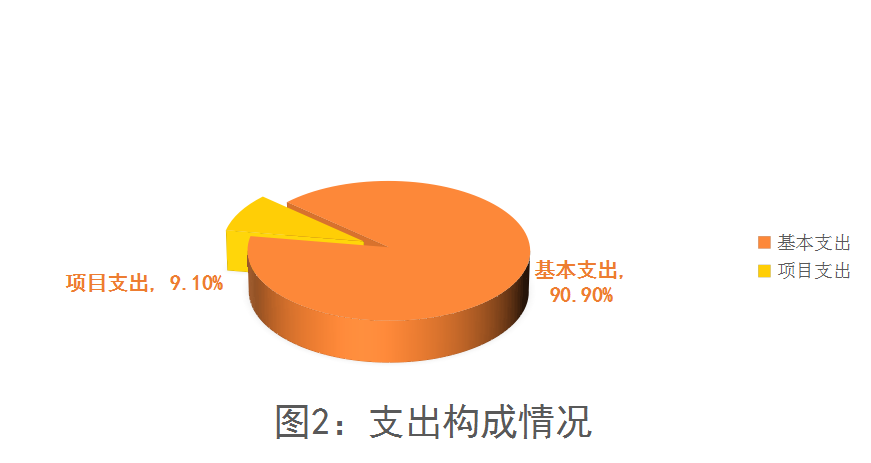 基本支出
项目支出
基本支出,
90.90%
项目支出, 9.10%
图2：支出构成情况